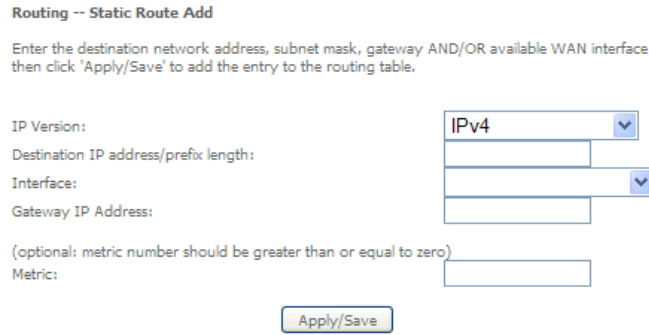 Routing -- Static Route Add
Enter the destination network address, subnet mask, gateway AND/OR available WAN interface
then click 'Apply/Save' to add the entry to the routing table.
IP Version: IPv4
Destination IP address/prefix length:
Interface:
Gateway IP Address:
(optional: metric number should be greater than or equal to zero)
Metric:
Apply/Save